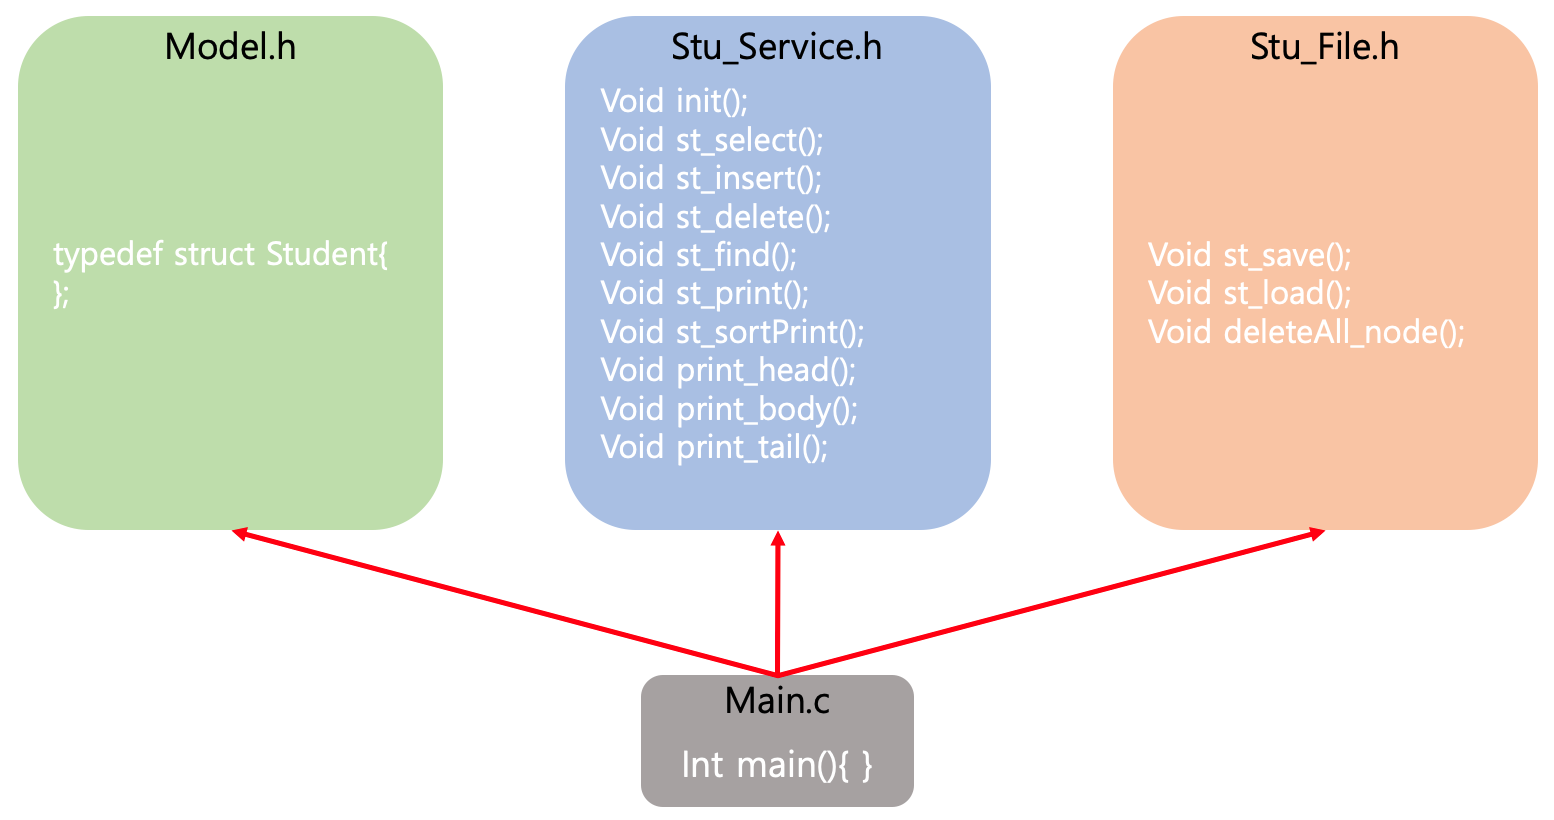 Model.h
typedef struct Student{
};
Stu_Service.h
Void init();
Void st_select();
Void st_insert();
Void st_delete();
Void st_find();
Void st_print();
Void st_sortPrint();
Void print_head();
Void print_body();
Void print_tail();
Stu_File.h
Void st_save();
Void st_load();
Void deleteAll_node();
Main.c
Int main(){ }